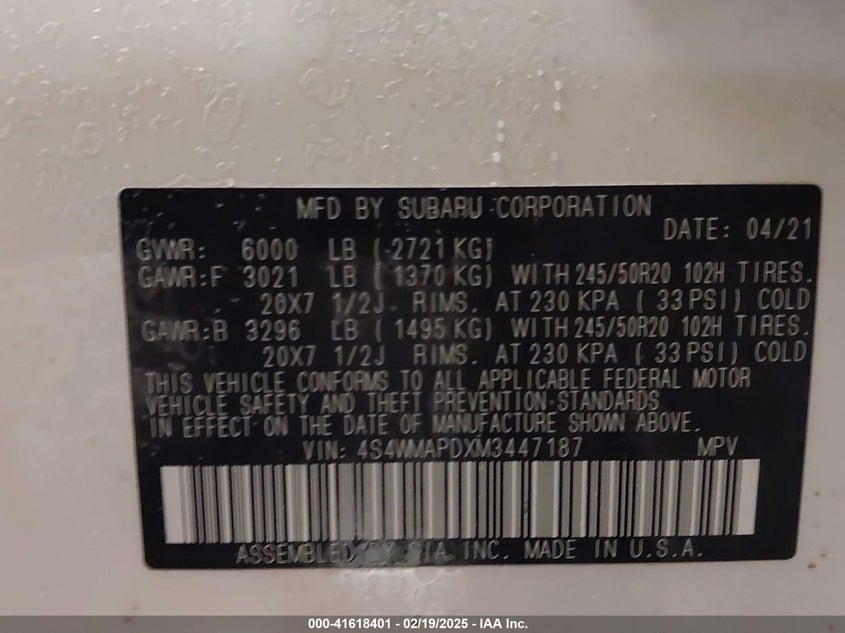 MFD BY SUBARU CORPORATION
DATE: 04/21
GVWR: 6000 LB (-2721 KG)
GAWR:F 3021 LB ( 1370 KG) WITH 245/50R20 102H TIRES.
20X7 1/2J RIMS. AT 230 KPA ( 33 PSI) COLD
GAWR:B 3296 LB ( 1495 KG) WITH 245/50R20 102H TIRES.
20X7 1/2J RIMS. AT 230 KPA ( 33 PSI) COLD
THIS VEHICLE CONFORMS TO ALL APPLICABLE FEDERAL MOTOR
VEHICLE SAFETY AND THEFT PREVENTION STANDARDS
IN EFFECT ON THE DATE OF MANUFACTURE SHOWN ABOVE.
VIN: 4S4WMAPDXM3447187 MPV
ASSEMBLED BY SIA INC. MADE IN U.S.A.
000-41618401 - 02/19/2025 - IAA Inc.